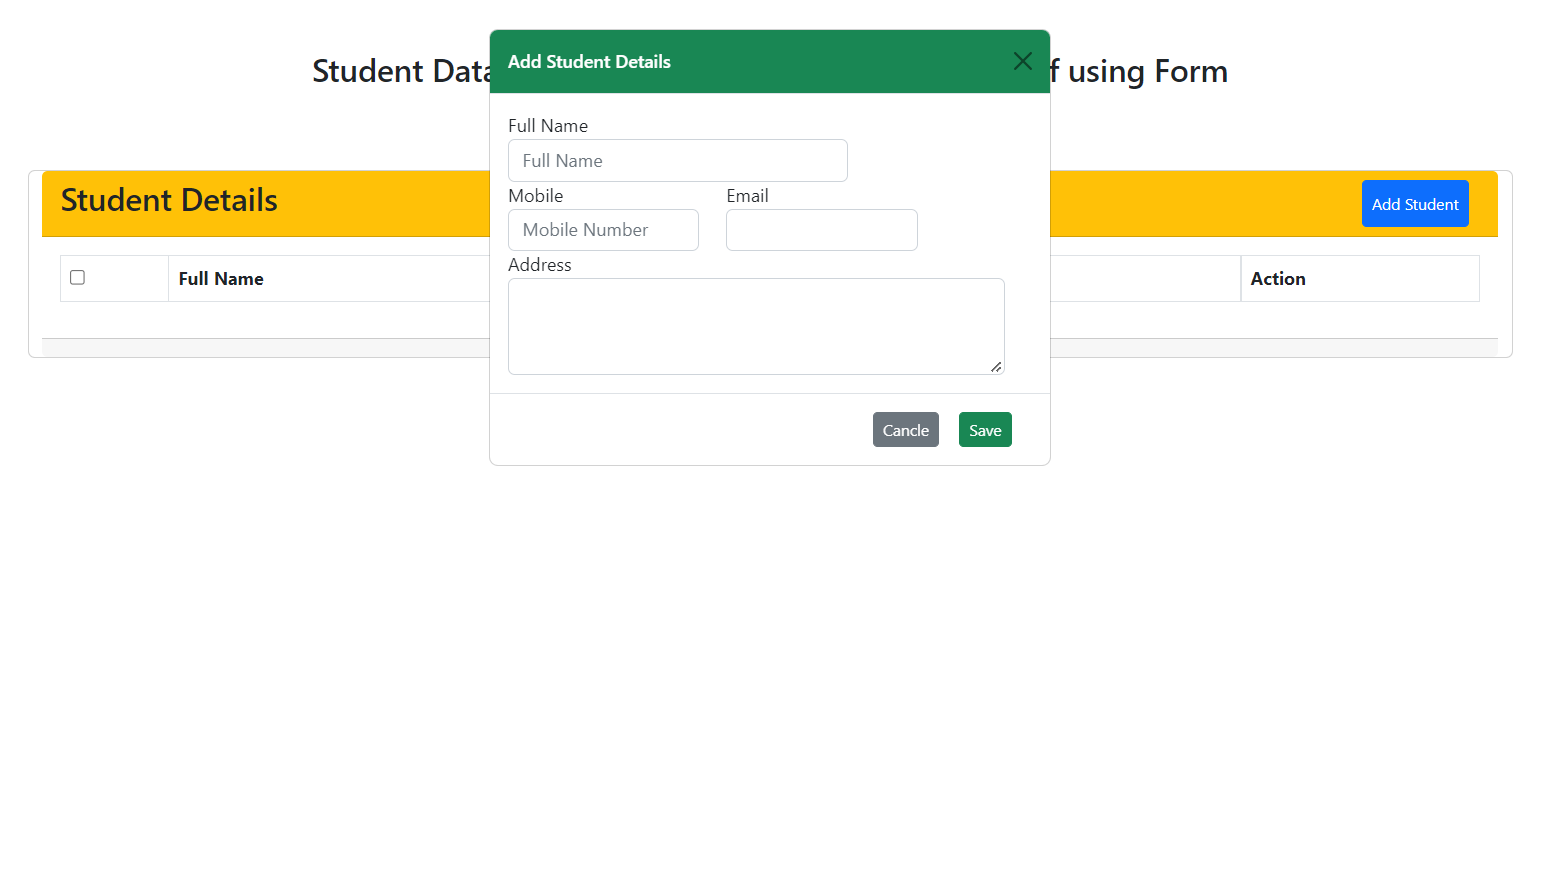 Student Data
f using Form
Add Student Details
Full Name
Full Name
Mobile
Email
Mobile Number
Address
Cancle
Save
Student Details
Add Student
Full Name
Action